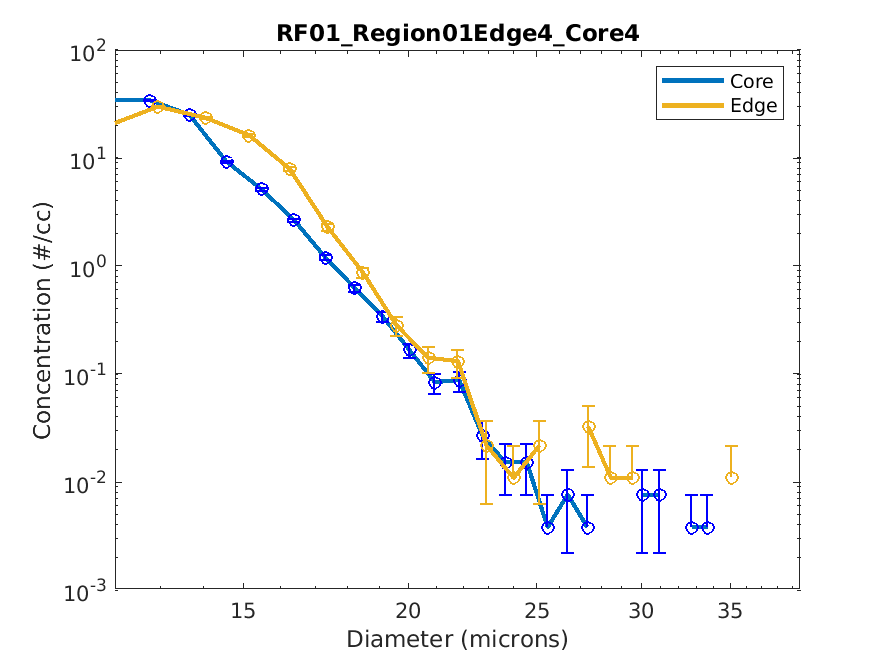 RF01_Region01Edge4_Core4
Core
Edge
10^2
10^1
10^0
10^-1
10^-2
10^-3
Concentration (#/cc)
15 20 25 30 35
Diameter (microns)